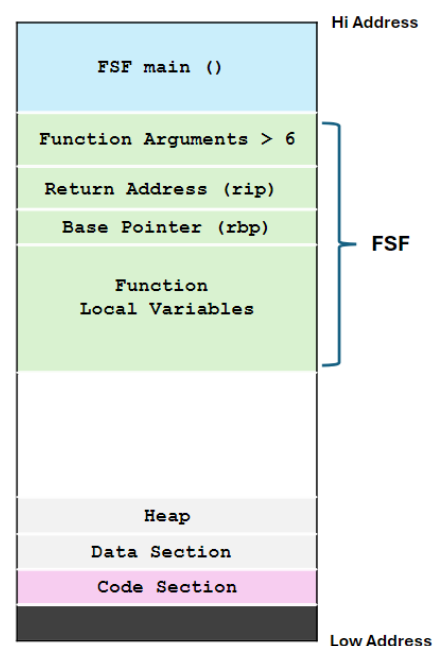 Hi Address
FSF main ()
Function Arguments > 6
Return Address (rip)
Base Pointer (rbp)
FSF
Function
Local Variables
Heap
Data Section
Code Section
Low Address